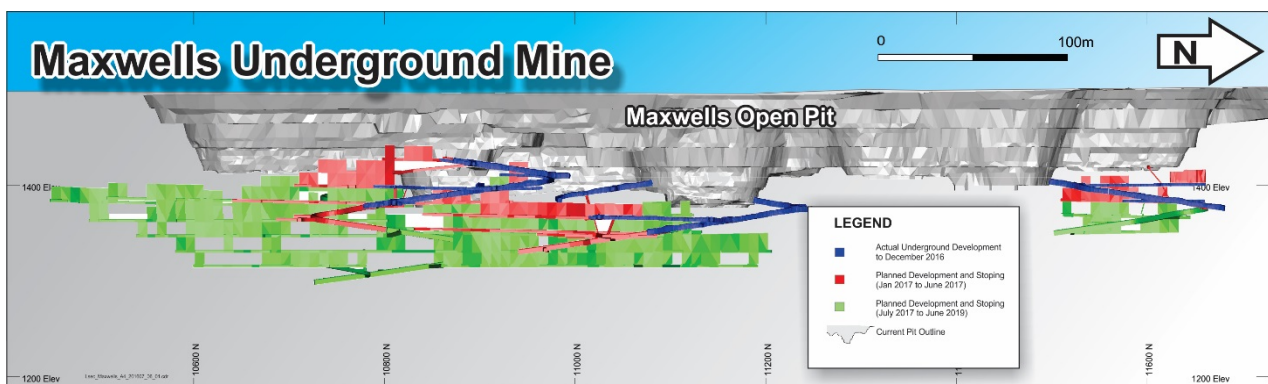 Maxwells Underground Mine
0 100m
N
Maxwells Open Pit
1400 Elev
1400 Elev
LEGEND
Actual Underground Development
to December 2016
Planned Development and Stoping
(Jan 2017 to June 2017)
Planned Development and Stoping
(July 2017 to June 2019)
Current Pit Outline
10600 N
10800 N
11000 N
11200 N
11600 N
1200 Elev
1200 Elev